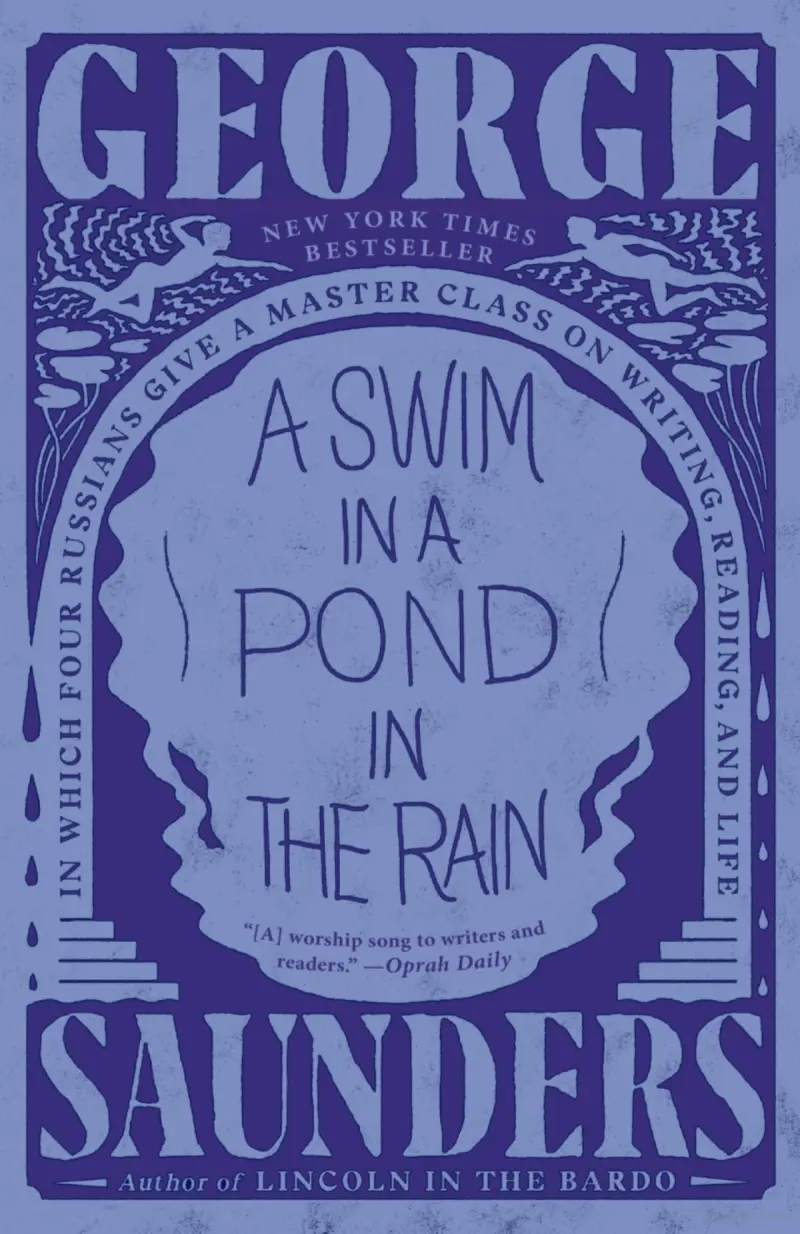 GEORGE
NEW YORK TIMES
BESTSELLER
IN WHICH FOUR RUSSIANS GIVE A MASTER CLASS ON WRITING, READING, AND LIFE
A SWIM
IN A
POND
IN
THE RAIN
“[A] worship song to writers and
readers.” —Oprah Daily
SAUNDERS
Author of LINCOLN IN THE BARDO